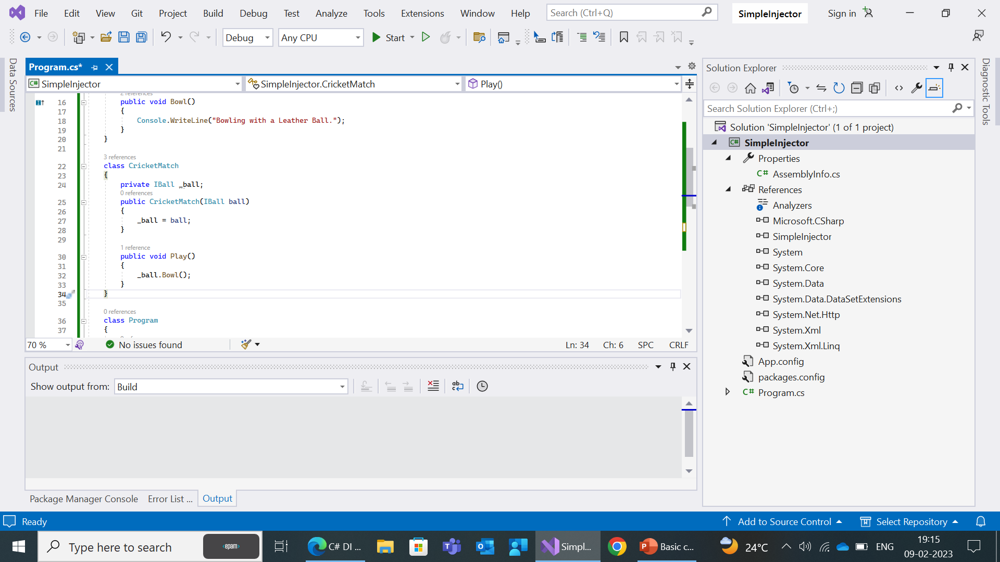 File Edit View Git Project Build Debug Test Analyze Tools Extensions Window Help Search (Ctrl+Q) SimpleInjector Sign in
Debug Any CPU Start
Data Sources
Program.cs*
C# SimpleInjector SimpleInjector.CricketMatch Play()
2 references
16 public void Bowl()
17 {
18 Console.WriteLine("Bowling with a Leather Ball.");
19 }
20 }
21
3 references
22 class CricketMatch
23 {
24 private IBall _ball;
0 references
25 public CricketMatch(IBall ball)
26 {
27 _ball = ball;
28 }
29
1 reference
30 public void Play()
31 {
32 _ball.Bowl();
33 }
34 }
35
0 references
36 class Program
37 {
70 % No issues found Ln: 34 Ch: 6 SPC CRLF
Output
Show output from: Build
Package Manager Console Error List ... Output
Solution Explorer
Search Solution Explorer (Ctrl+;)
Solution 'SimpleInjector' (1 of 1 project)
C# SimpleInjector
Properties
C# AssemblyInfo.cs
References
Analyzers
Microsoft.CSharp
SimpleInjector
System
System.Core
System.Data
System.Data.DataSetExtensions
System.Net.Http
System.Xml
System.Xml.Linq
App.config
packages.config
C# Program.cs
Diagnostic Tools
Ready Add to Source Control Select Repository
Type here to search <epam> C# DI ... Simpl... Basic c... 24°C ENG 19:15
09-02-2023